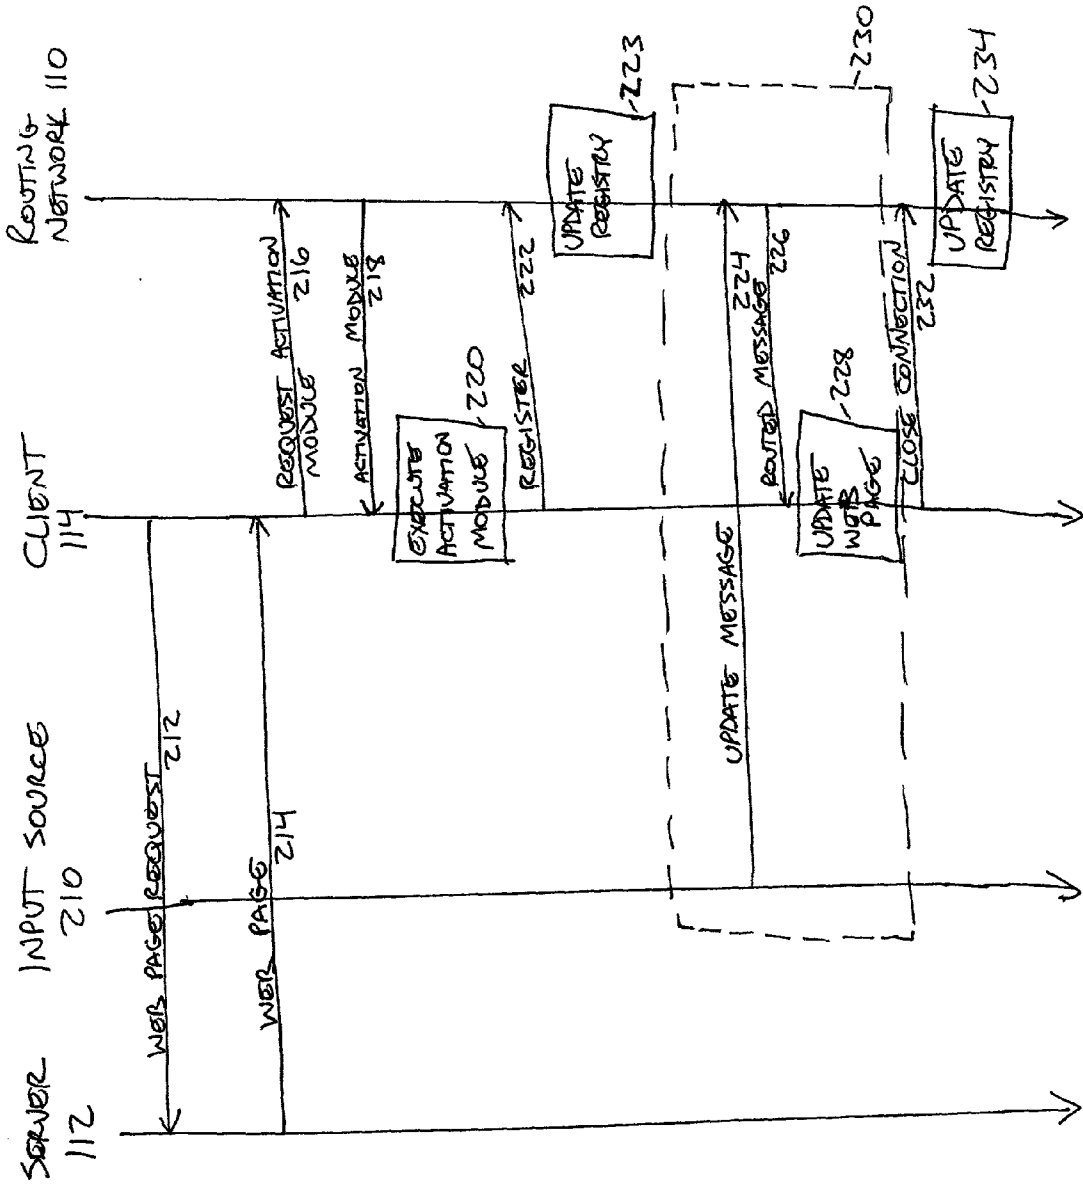 SERVER
112
INPUT SOURCE
210
CLIENT
114
ROUTING
NETWORK 110
WEB PAGE REQUEST
212
WEB PAGE
214
REQUEST ACTIVATION
MODULE
216
ACTIVATION MODULE
218
EXECUTE
ACTIVATION
MODULE
220
REGISTER
222
UPDATE
REGISTRY
223
UPDATE MESSAGE
224
ROUTED MESSAGE
226
UPDATE
WEB
PAGE
228
230
CLOSE CONNECTION
232
UPDATE
REGISTRY
234